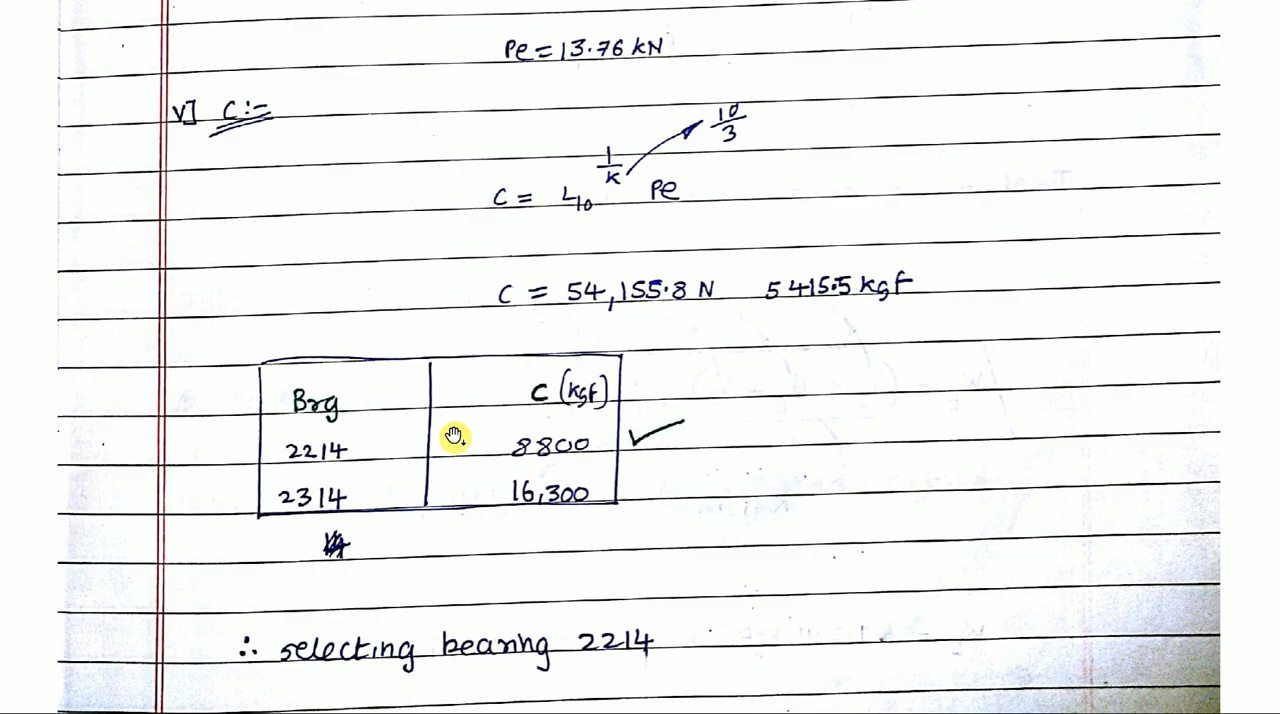 Pe = 13.76 kN
V] C:-
10/3
1/k
C = L10 Pe
C = 54,155.8 N 5415.5 kgf
Brg C (kgf)
2214 8800
2314 16,300
∴ selecting bearing 2214